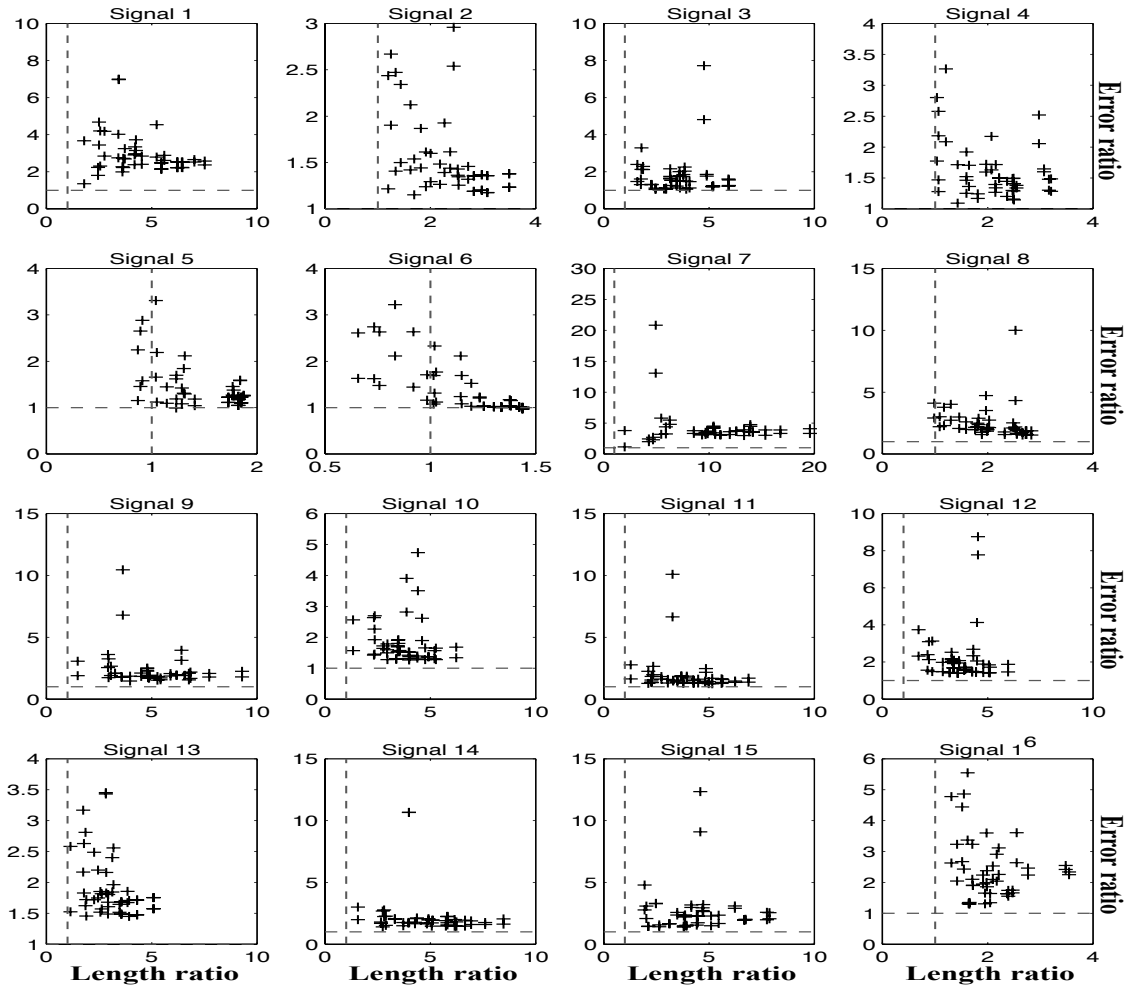 Signal 1 Signal 2 Signal 3 Signal 4
10 3 10 4
8 8 3.5
2.5
6 6 3
2 2.5
4 4
2
1.5
2 2 1.5
0 1 0 1
0 5 10 0 2 4 0 5 10 0 2 4
Error ratio
Signal 5 Signal 6 Signal 7 Signal 8
4 4 30 15
25
3 3
20 10
2 2 15
10 5
1 1
5
0 0 0 0
0 1 2 0.5 1 1.5 0 10 20 0 2 4
Error ratio
Signal 9 Signal 10 Signal 11 Signal 12
15 6 15 10
5 8
10 4 10
6
3
4
5 2 5
1 2
0 0 0 0
0 5 10 0 5 10 0 5 10 0 5 10
Error ratio
Signal 13 Signal 14 Signal 15 Signal 16
4 15 15 6
3.5 5
3 10 10 4
2.5 3
2 5 5 2
1.5 1
1 0 0 0
0 5 10 0 5 10 0 5 10 0 2 4
Error ratio
Length ratio Length ratio Length ratio Length ratio